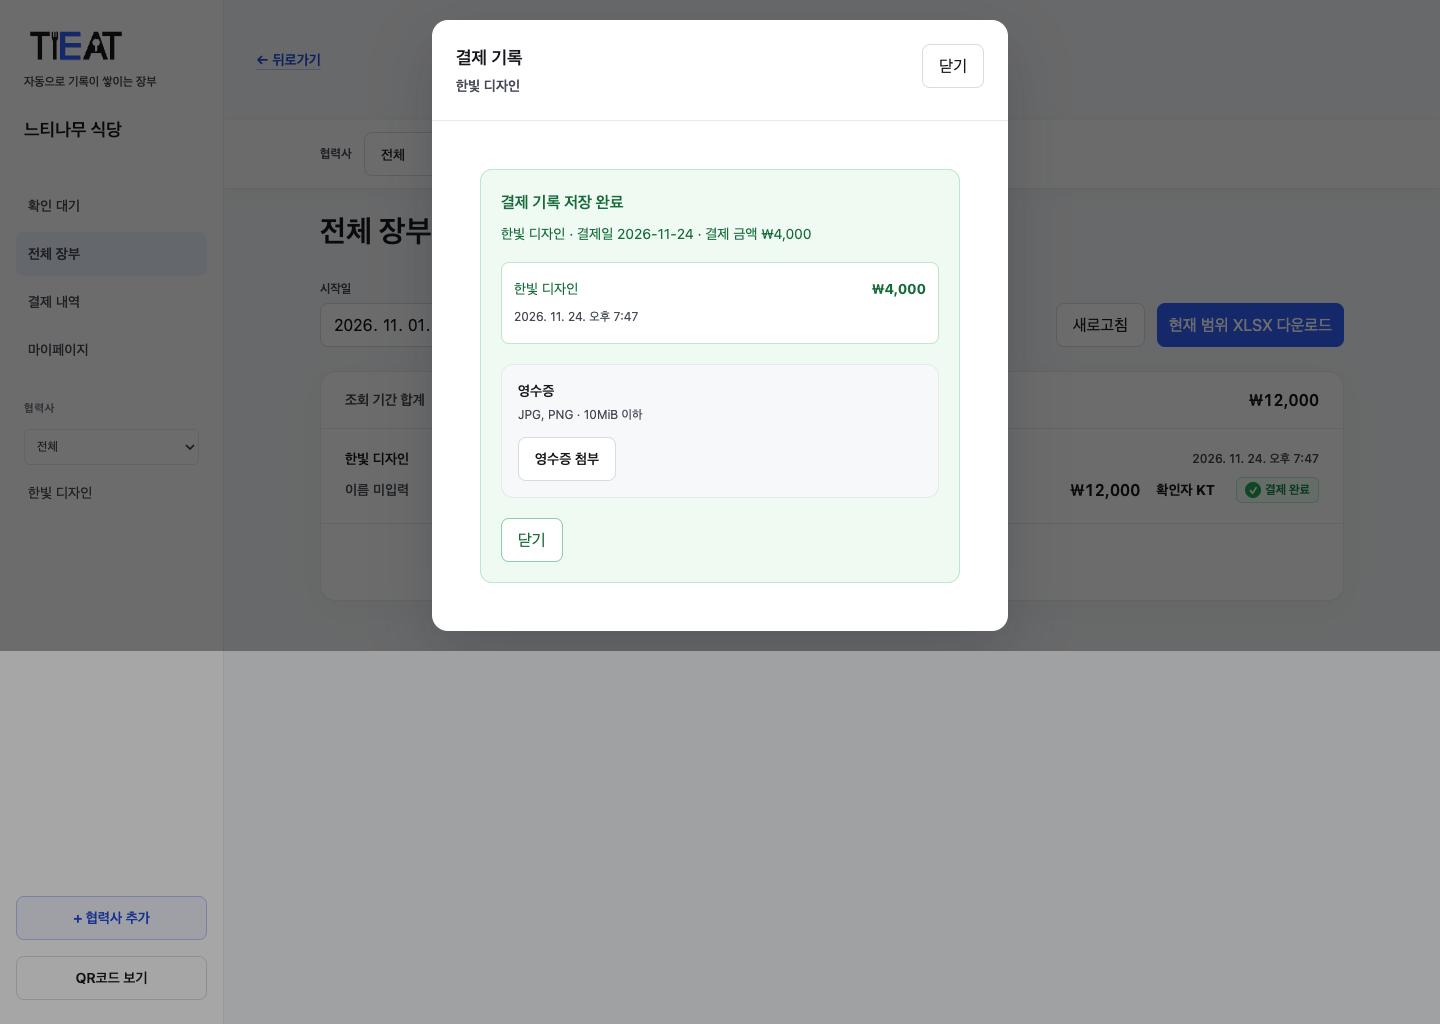 TIEAT
자동으로 기록이 쌓이는 장부
느티나무 식당
확인 대기
전체 장부
결제 내역
마이페이지
협력사
전체
한빛 디자인
+ 협력사 추가
QR코드 보기
← 뒤로가기
협력사
전체
전체 장부
시작일
2026. 11. 01.
새로고침
현재 범위 XLSX 다운로드
조회 기간 합계
₩12,000
한빛 디자인
2026. 11. 24. 오후 7:47
이름 미입력
₩12,000 확인자 KT 결제 완료
결제 기록
한빛 디자인
닫기
결제 기록 저장 완료
한빛 디자인 · 결제일 2026-11-24 · 결제 금액 ₩4,000
한빛 디자인
₩4,000
2026. 11. 24. 오후 7:47
영수증
JPG, PNG · 10MiB 이하
영수증 첨부
닫기